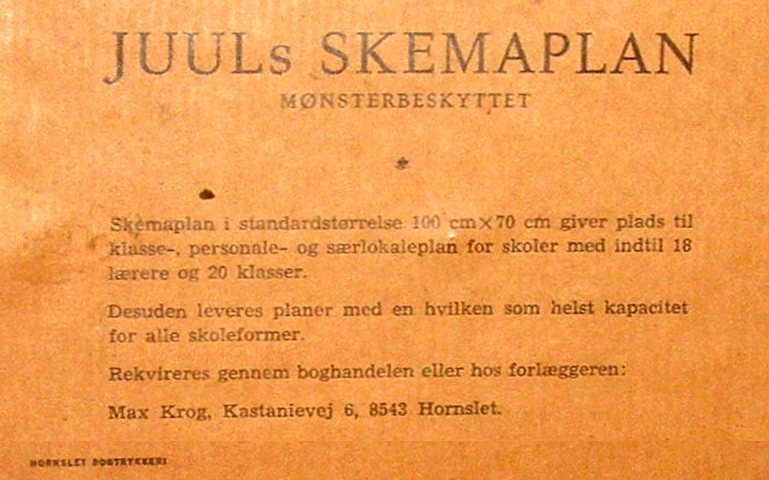 JUULs SKEMAPLAN
MØNSTERBESKYTTET
Skemaplan i standardstørrelse 100 cm×70 cm giver plads til
klasse-, personale- og særlokaleplan for skoler med indtil 18
lærere og 20 klasser.
Desuden leveres planer med en hvilken som helst kapacitet
for alle skoleformer.
Rekvireres gennem boghandelen eller hos forlæggeren:
Max Krog, Kastanievej 6, 8543 Hornslet.
HORNSLET BOGTRYKKERI